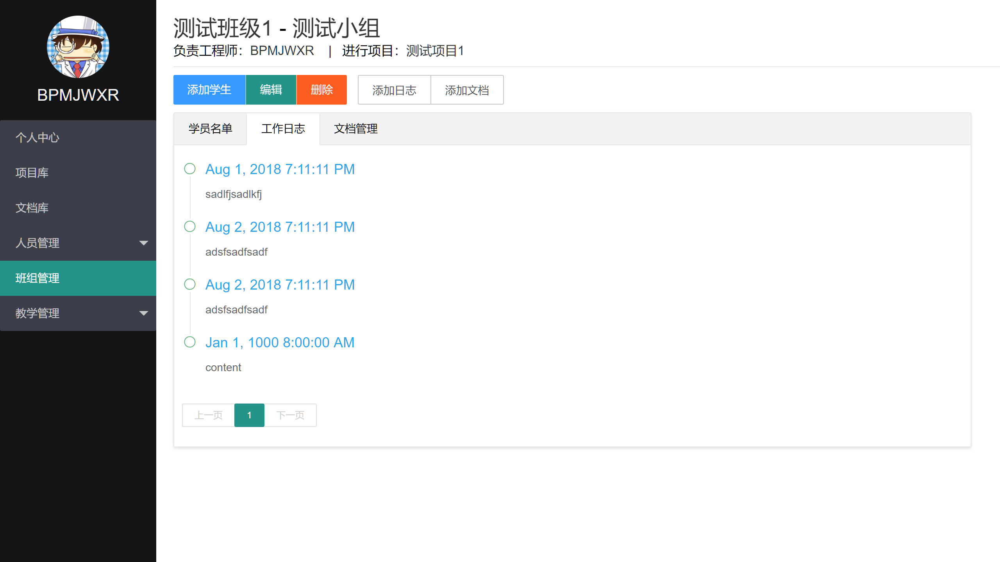 BPMJWXR
个人中心
项目库
文档库
人员管理
班组管理
教学管理
测试班级1 - 测试小组
负责工程师：BPMJWXR | 进行项目：测试项目1
添加学生 编辑 删除 添加日志 添加文档
学员名单 工作日志 文档管理
Aug 1, 2018 7:11:11 PM
sadlfjsadlkfj
Aug 2, 2018 7:11:11 PM
adsfsadfsadf
Aug 2, 2018 7:11:11 PM
adsfsadfsadf
Jan 1, 1000 8:00:00 AM
content
上一页 1 下一页